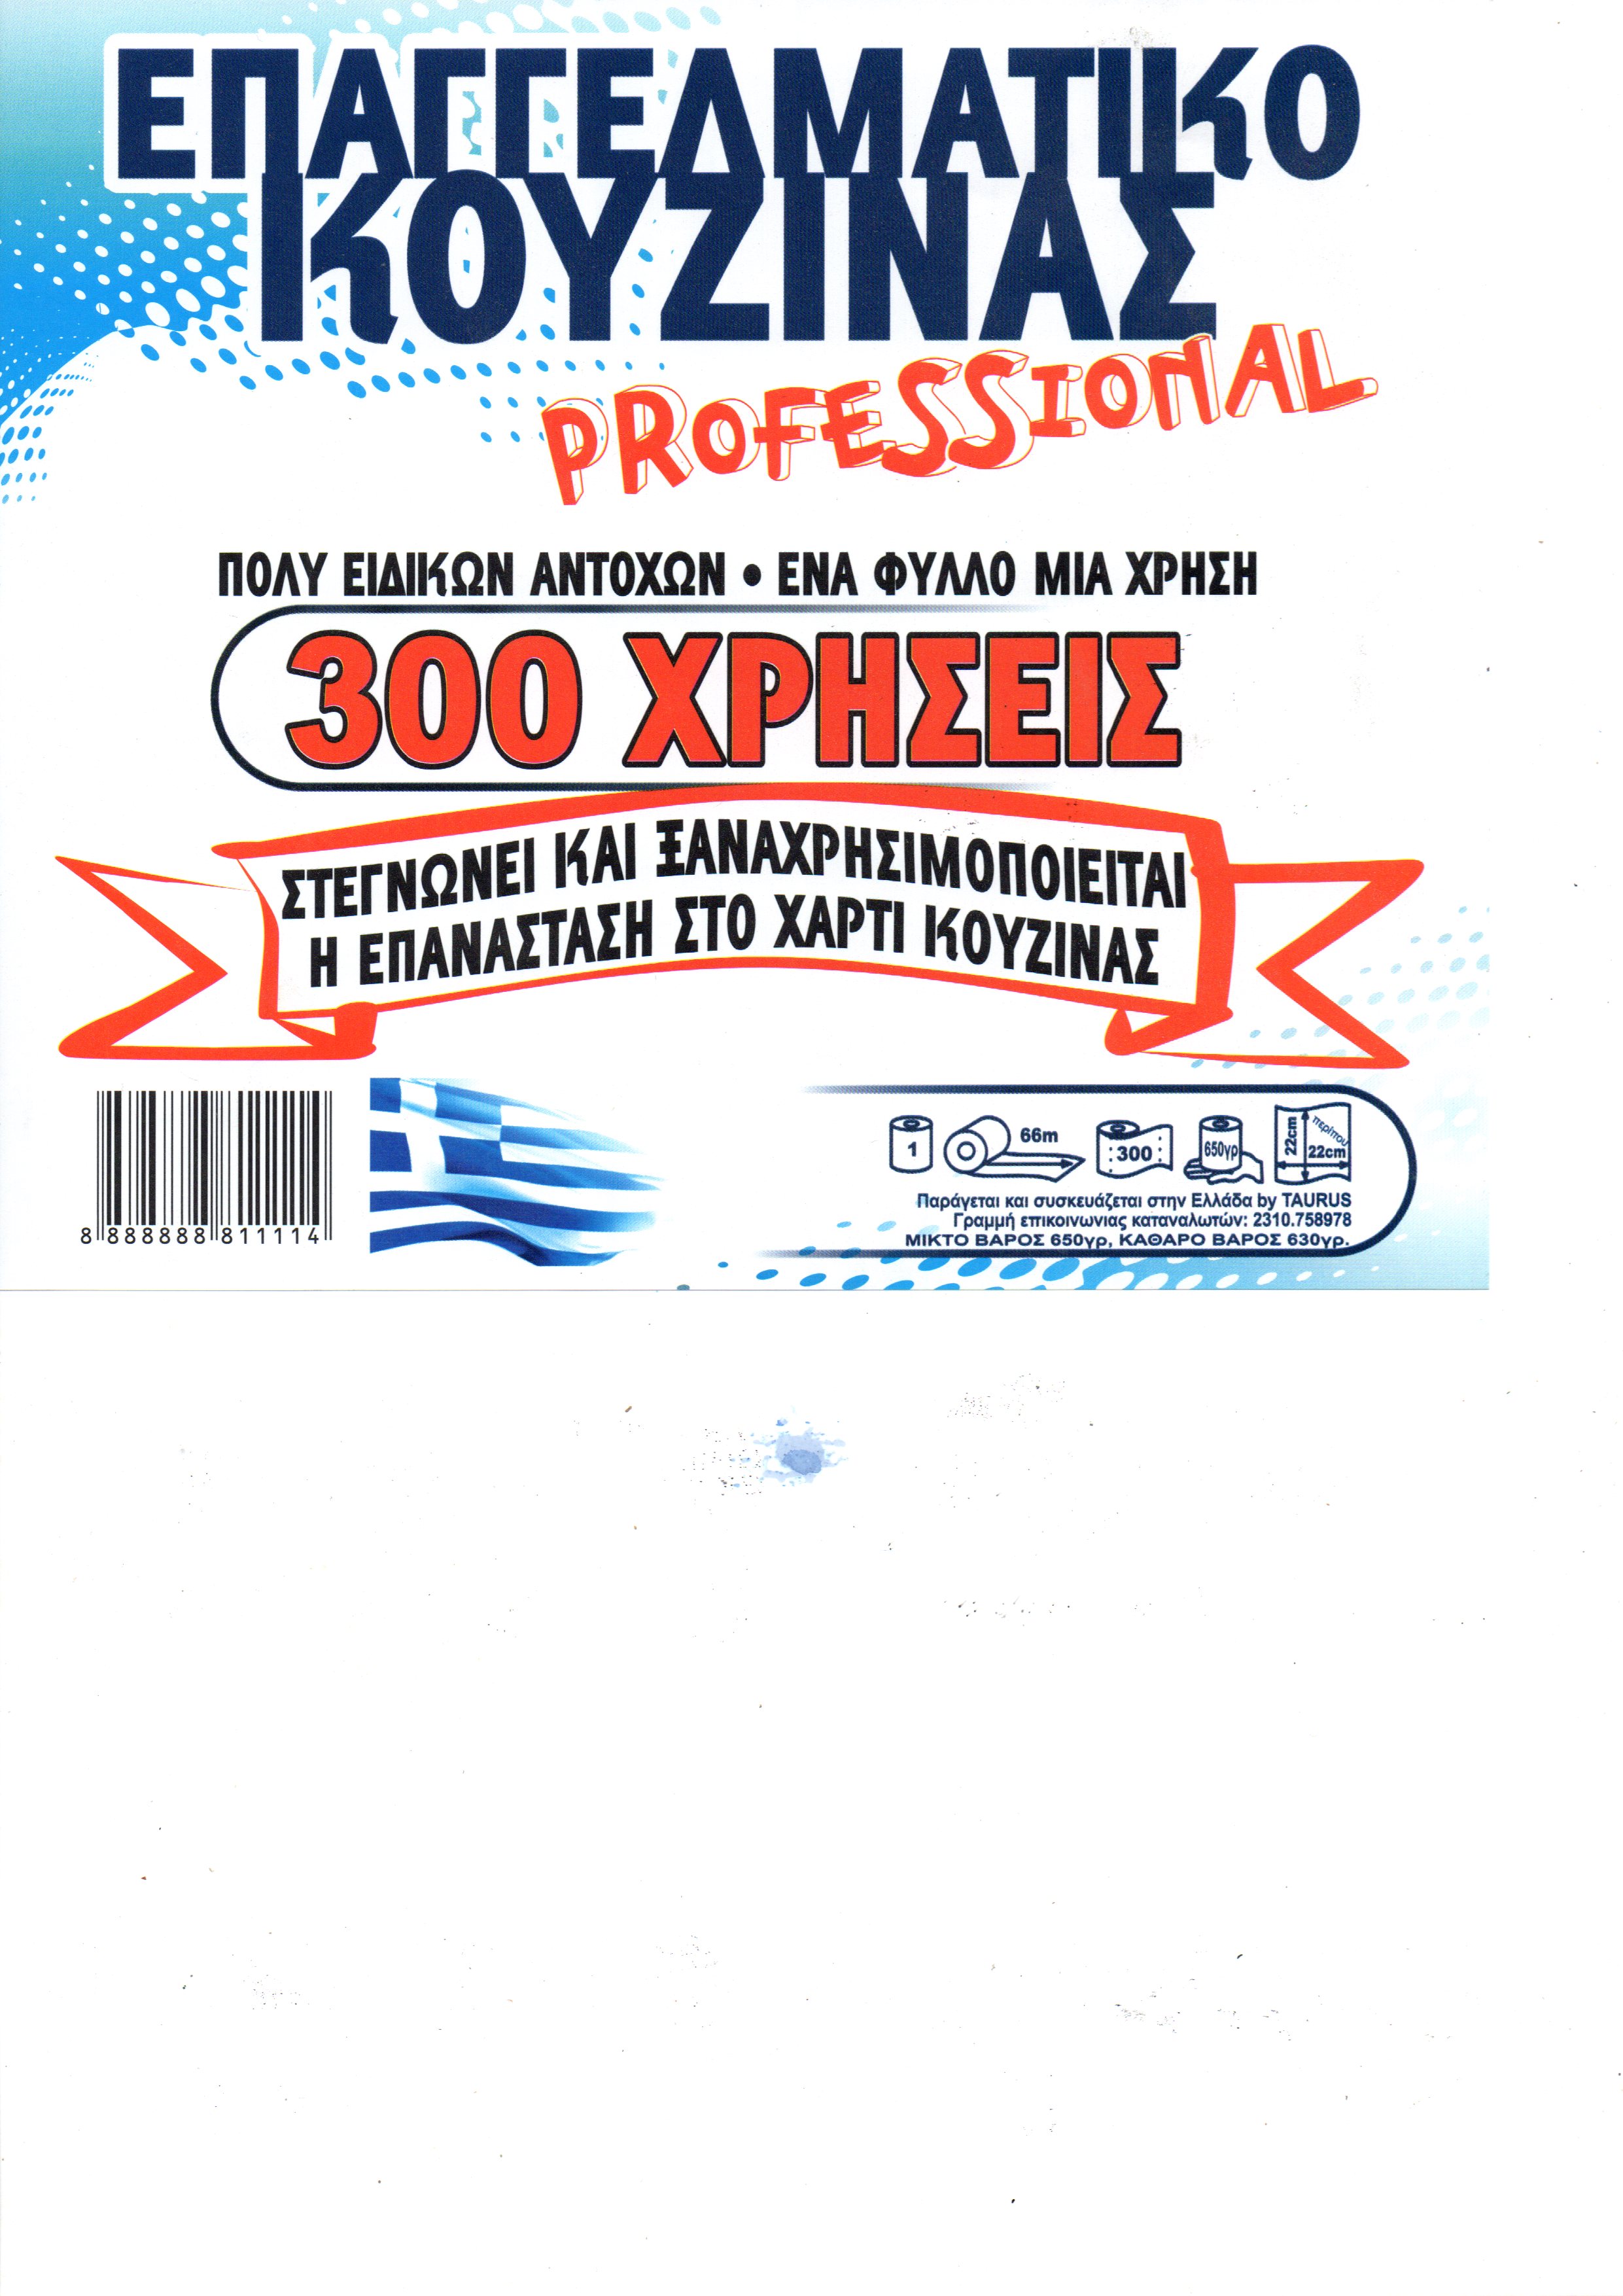 ΕΠΑΓΓΕΛΜΑΤΙΚΟ
ΚΟΥΖΙΝΑΣ
PROFESSIONAL
ΠΟΛΥ ΕΙΔΙΚΩΝ ΑΝΤΟΧΩΝ • ΕΝΑ ΦΥΛΛΟ ΜΙΑ ΧΡΗΣΗ
300 ΧΡΗΣΕΙΣ
ΣΤΕΓΝΩΝΕΙ ΚΑΙ ΞΑΝΑΧΡΗΣΙΜΟΠΟΙΕΙΤΑΙ
Η ΕΠΑΝΑΣΤΑΣΗ ΣΤΟ ΧΑΡΤΙ ΚΟΥΖΙΝΑΣ
1 66m 300 650γρ 22cm περίπου 22cm
Παράγεται και συσκευάζεται στην Ελλάδα by TAURUS
Γραμμή επικοινωνιας καταναλωτών: 2310.758978
ΜΙΚΤΟ ΒΑΡΟΣ 650γρ, ΚΑΘΑΡΟ ΒΑΡΟΣ 630γρ.
8 888888 811114